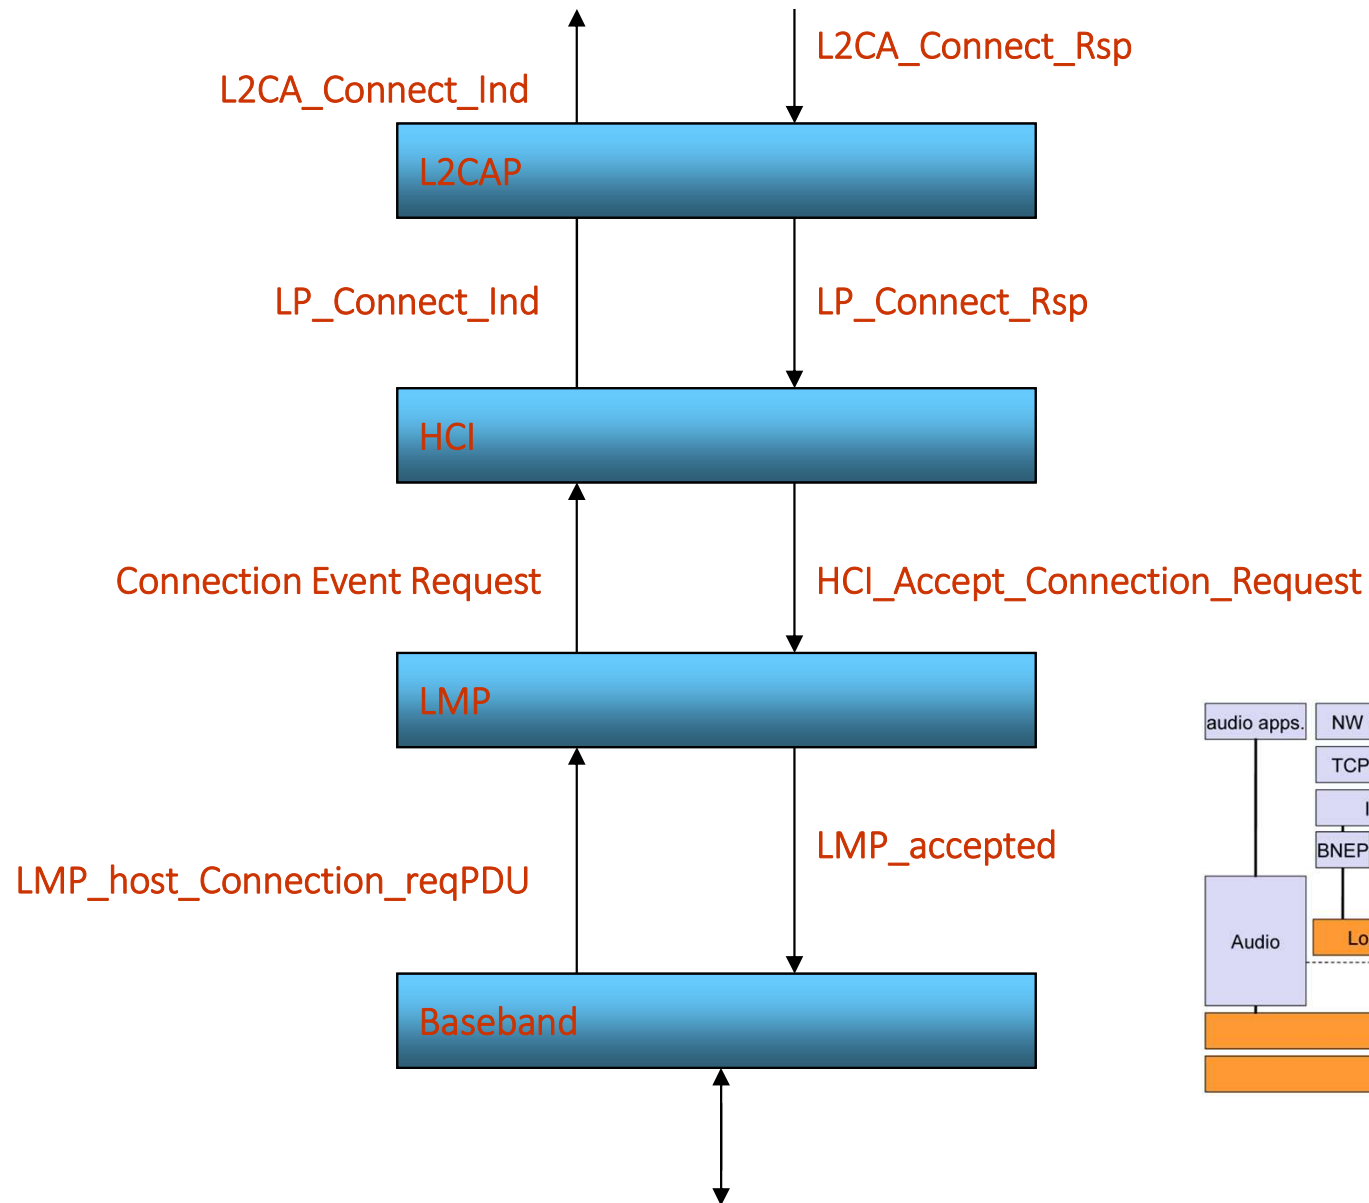 L2CA_Connect_Rsp
L2CA_Connect_Ind
L2CAP
LP_Connect_Ind
LP_Connect_Rsp
HCI
Connection Event Request
HCI_Accept_Connection_Request
LMP
audio apps.
NW
TCP
LMP_accepted
BNEP
LMP_host_Connection_reqPDU
Audio
Lo
Baseband